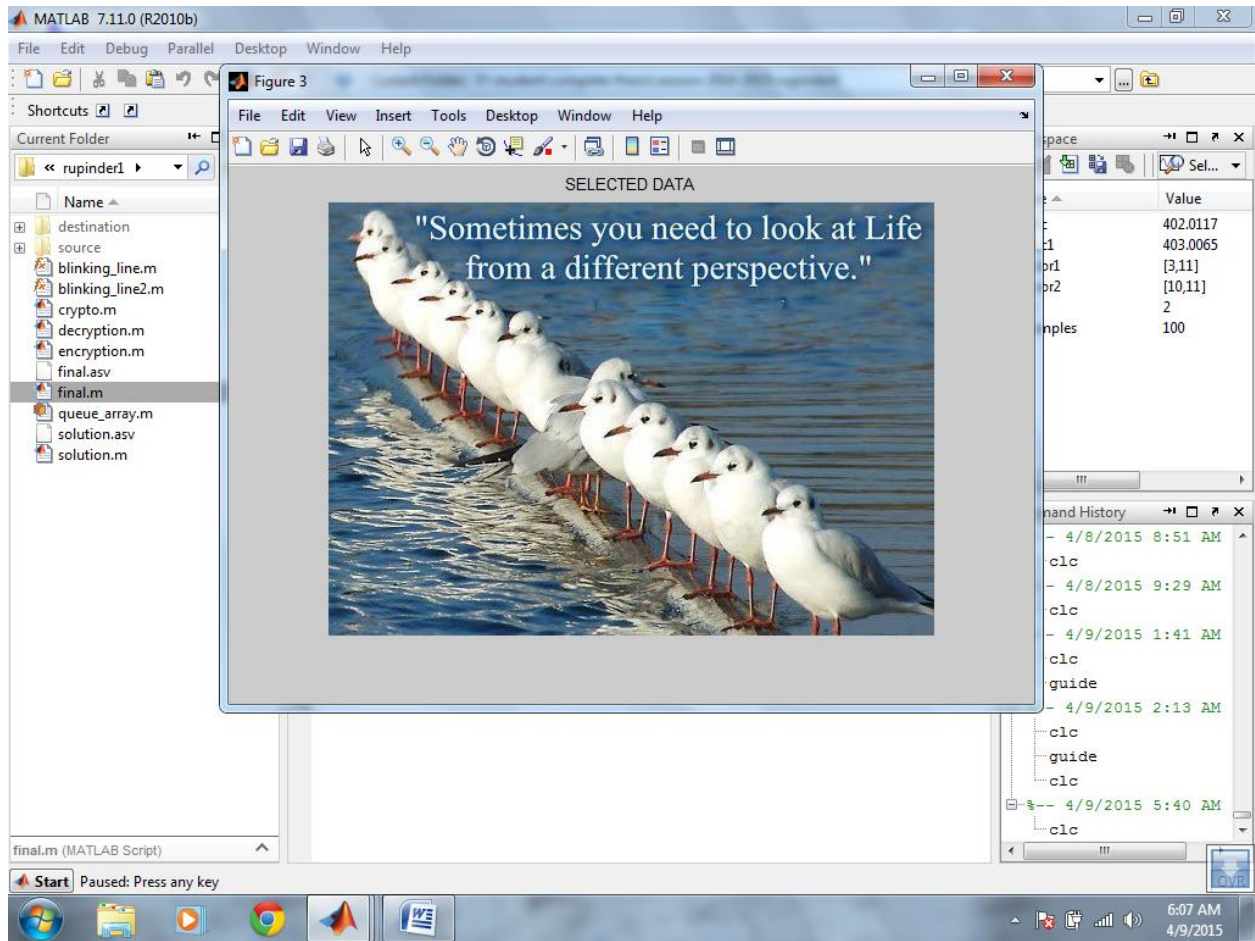 MATLAB 7.11.0 (R2010b)
File Edit Debug Parallel Desktop Window Help
Shortcuts
Current Folder
« rupinder1
Name
destination
source
blinking_line.m
blinking_line2.m
crypto.m
decryption.m
encryption.m
final.asv
final.m
queue_array.m
solution.asv
solution.m
final.m (MATLAB Script)
Figure 3
File Edit View Insert Tools Desktop Window Help
SELECTED DATA
"Sometimes you need to look at Life
from a different perspective."
Sel...
Value
402.0117
403.0065
[3,11]
[10,11]
2
100
History
4/8/2015 8:51 AM
clc
4/8/2015 9:29 AM
clc
4/9/2015 1:41 AM
clc
guide
4/9/2015 2:13 AM
clc
guide
clc
%-- 4/9/2015 5:40 AM
clc
Start Paused: Press any key
OVR
6:07 AM
4/9/2015